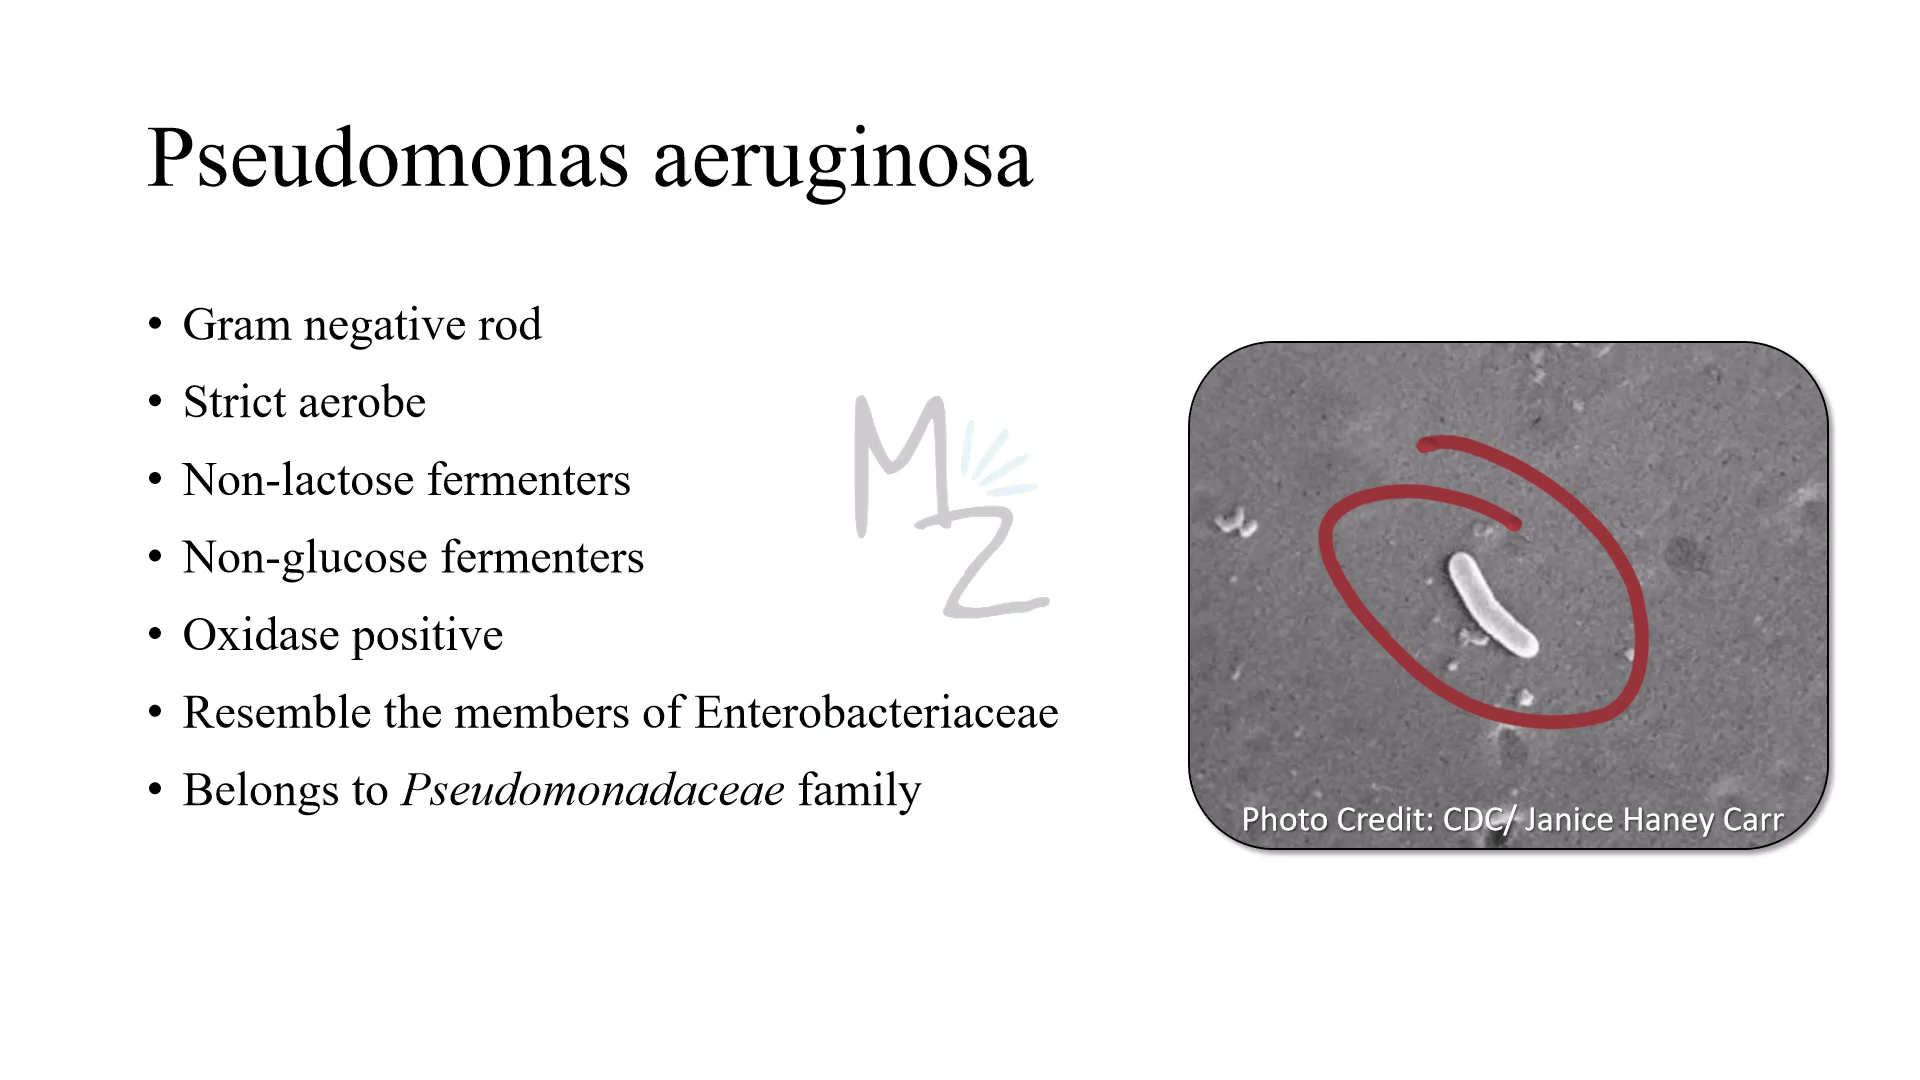 Pseudomonas aeruginosa
• Gram negative rod
• Strict aerobe
• Non-lactose fermenters
• Non-glucose fermenters
• Oxidase positive
• Resemble the members of Enterobacteriaceae
• Belongs to Pseudomonadaceae family
MZ
Photo Credit: CDC/ Janice Haney Carr